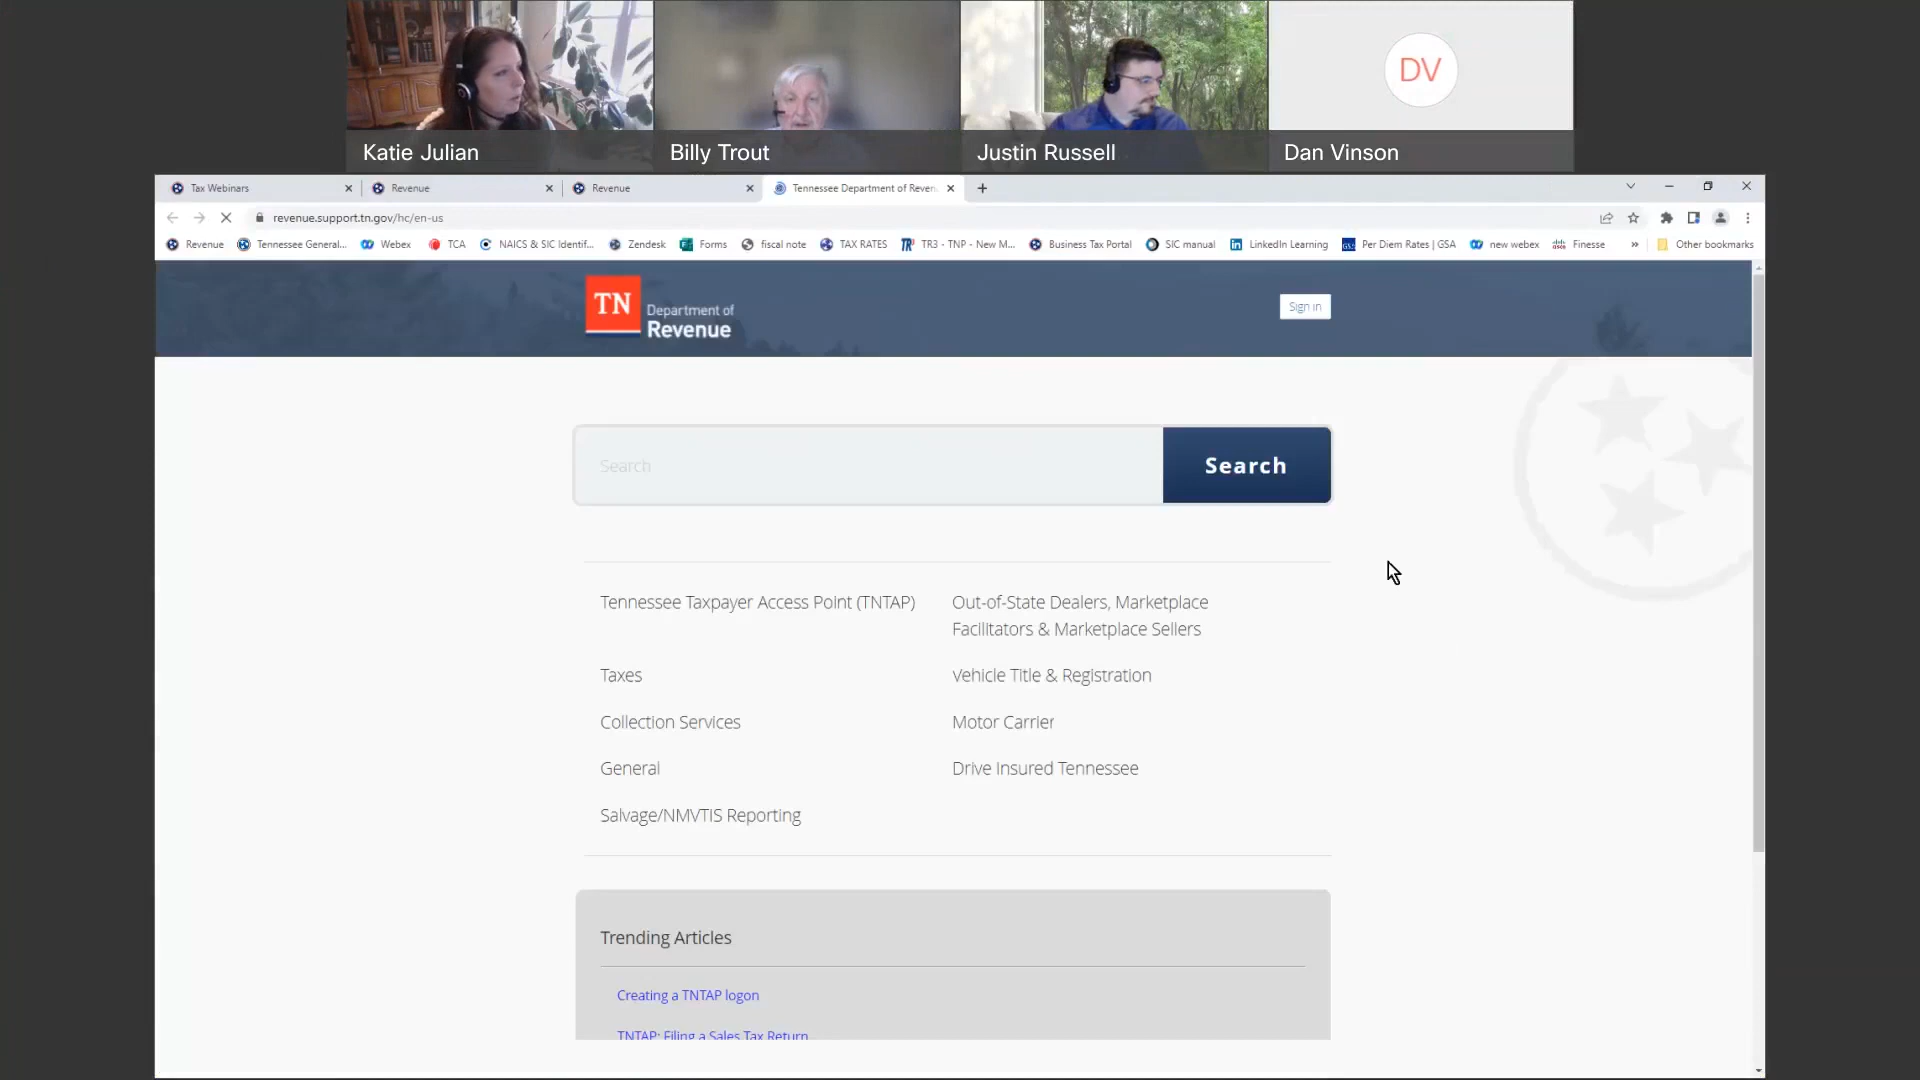 DV
Katie Julian
Billy Trout
Justin Russell
Dan Vinson
Tax Webinars
Revenue
Revenue
Tennessee Department of Reven
revenue.support.tn.gov/hc/en-us
Revenue
Tennessee General...
Webex
TCA
NAICS & SIC Identif...
Zendesk
Forms
fiscal note
TAX RATES
TR3 - TNP - New M...
Business Tax Portal
SIC manual
LinkedIn Learning
Per Diem Rates | GSA
new webex
Finesse
»
Other bookmarks
TN
Department of
Revenue
Sign in
Search
Search
Tennessee Taxpayer Access Point (TNTAP)
Out-of-State Dealers, Marketplace
Facilitators & Marketplace Sellers
Taxes
Vehicle Title & Registration
Collection Services
Motor Carrier
General
Drive Insured Tennessee
Salvage/NMVTIS Reporting
Trending Articles
Creating a TNTAP logon
TNTAP: Filing a Sales Tax Return